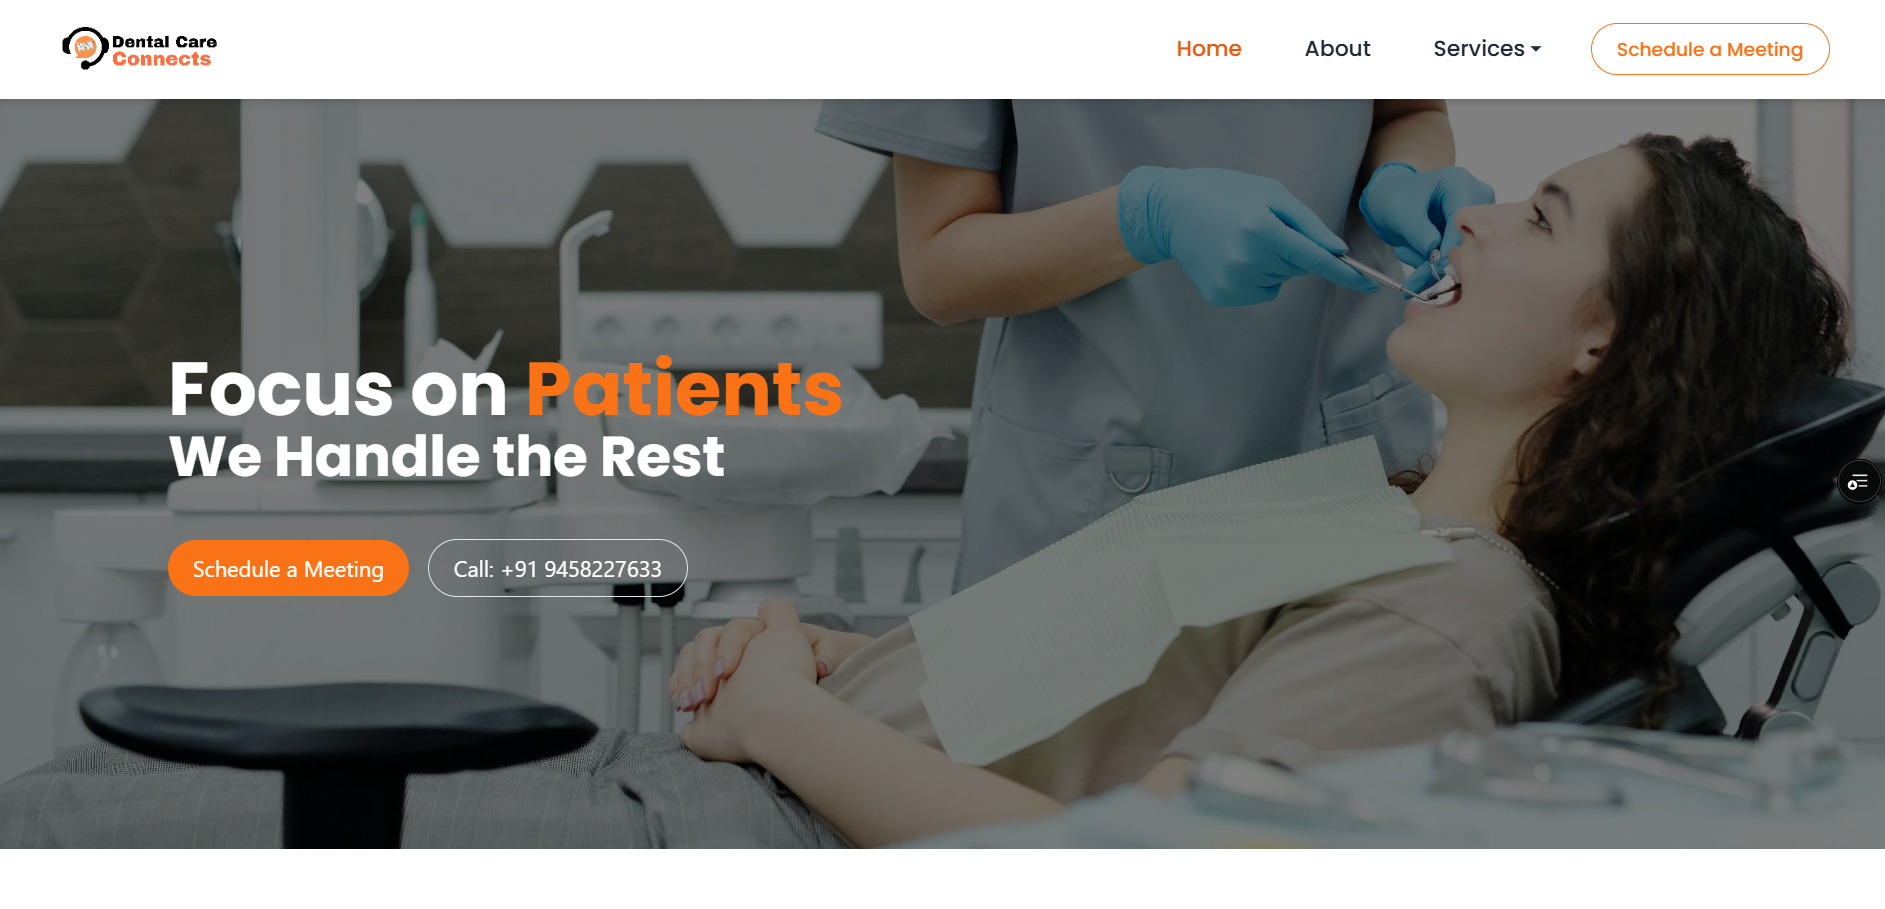 Dental Care
Connects
Home
About
Services
Schedule a Meeting
Focus on Patients
We Handle the Rest
Schedule a Meeting
Call: +91 9458227633